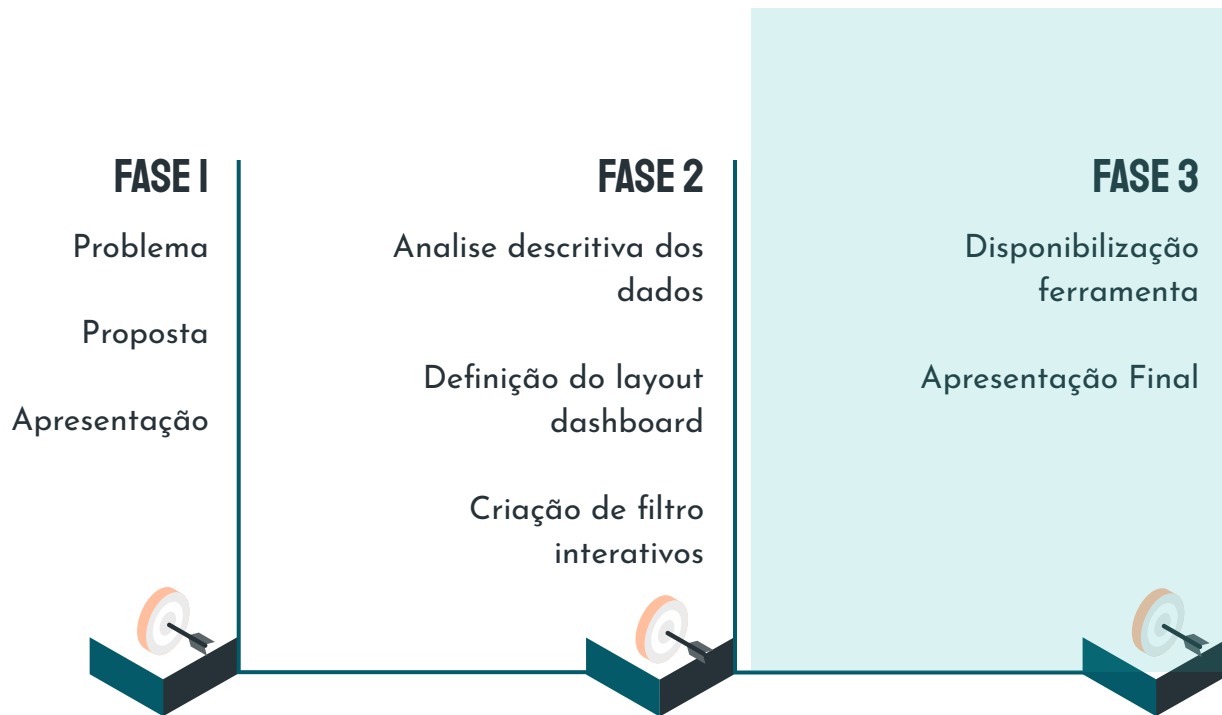 FASE 1
Problema
Proposta
Apresentação
FASE 2
Analise descritiva dos
dados
Definição do layout
dashboard
Criação de filtro
interativos
FASE 3
Disponibilização
ferramenta
Apresentação Final